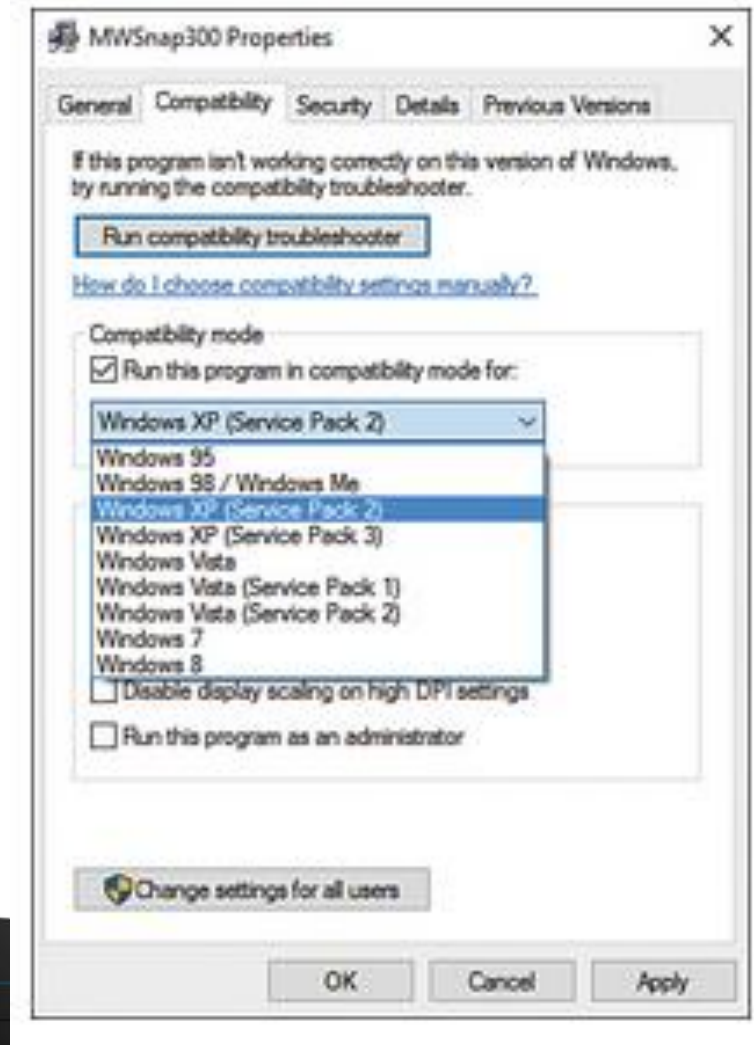 MWSnap300 Properties
General Compatibility Security Details Previous Versions
If this program isn't working correctly on this version of Windows,
try running the compatibility troubleshooter.
Run compatibility troubleshooter
How do I choose compatibility settings manually?
Compatibility mode
Run this program in compatibility mode for:
Windows XP (Service Pack 2)
Windows 95
Windows 98 / Windows Me
Windows XP (Service Pack 2)
Windows XP (Service Pack 3)
Windows Vista
Windows Vista (Service Pack 1)
Windows Vista (Service Pack 2)
Windows 7
Windows 8
Disable display scaling on high DPI settings
Run this program as an administrator
Change settings for all users
OK Cancel Apply